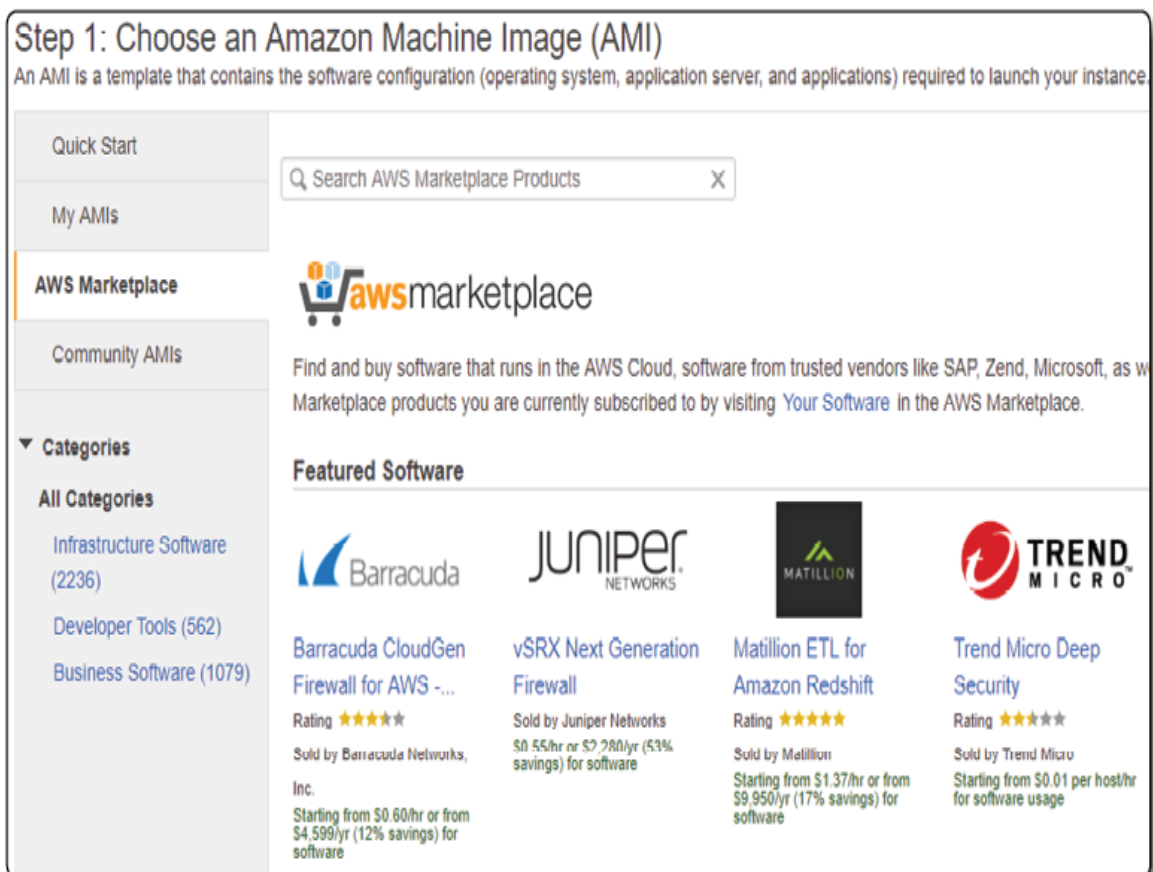 Step 1: Choose an Amazon Machine Image (AMI)
An AMI is a template that contains the software configuration (operating system, application server, and applications) required to launch your instance.
Quick Start
My AMIs
AWS Marketplace
Community AMIs
Categories
All Categories
Infrastructure Software
(2236)
Developer Tools (562)
Business Software (1079)
Search AWS Marketplace Products
awsmarketplace
Find and buy software that runs in the AWS Cloud, software from trusted vendors like SAP, Zend, Microsoft, as
Marketplace products you are currently subscribed to by visiting Your Software in the AWS Marketplace.
Featured Software
Barracuda
Barracuda CloudGen
Firewall for AWS -...
Rating
Sold by Barracuda Networks,
Inc.
Starting from $0.60/hr or from
$4,599/yr (12% savings) for
software
JUNIPER
NETWORKS
vSRX Next Generation
Firewall
Sold by Juniper Networks
$0.55/hr or $2,280/yr (53%
savings) for software
MATILLION
Matillion ETL for
Amazon Redshift
Rating
Sold by Matillion
Starting from $1.37/hr or from
$9,950/yr (17% savings) for
software
TREND
MICRO
Trend Micro Deep
Security
Rating
Sold by Trend Micro
Starting from $0.01 per host/hr
for software usage